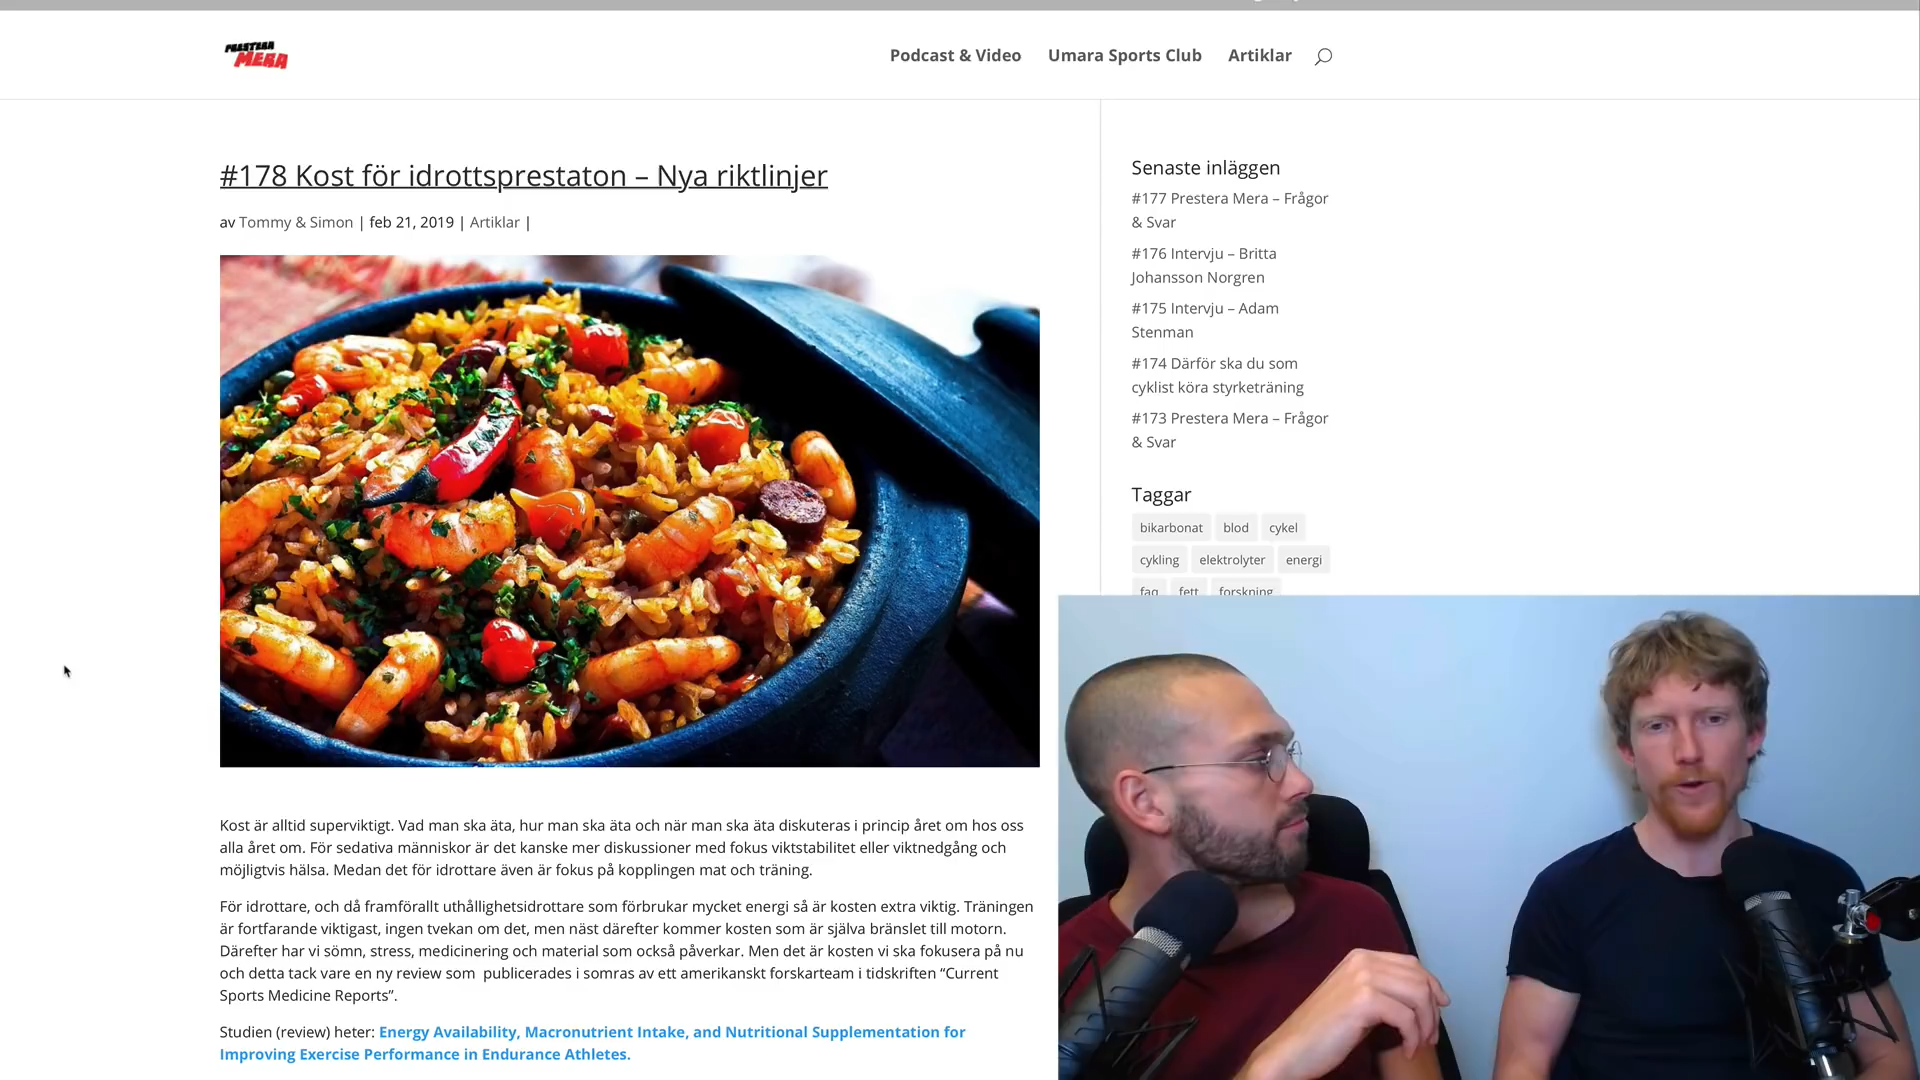 PRESTERA
MERA
Podcast & Video
Umara Sports Club
Artiklar
#178 Kost för idrottsprestaton – Nya riktlinjer
av Tommy & Simon | feb 21, 2019 | Artiklar |
Kost är alltid superviktigt. Vad man ska äta, hur man ska äta och när man ska äta diskuteras i princip året om hos oss
alla året om. För sedativa människor är det kanske mer diskussioner med fokus viktstabilitet eller viktnedgång och
möjligtvis hälsa. Medan det för idrottare även är fokus på kopplingen mat och träning.
För idrottare, och då framförallt uthållighetsidrottare som förbrukar mycket energi så är kosten extra viktig. Träningen
är fortfarande viktigast, ingen tvekan om det, men näst därefter kommer kosten som är själva bränslet till motorn.
Därefter har vi sömn, stress, medicinering och material som också påverkar. Men det är kosten vi ska fokusera på nu
och detta tack vare en ny review som publicerades i somras av ett amerikanskt forskarteam i tidskriften “Current
Sports Medicine Reports”.
Studien (review) heter: Energy Availability, Macronutrient Intake, and Nutritional Supplementation for
Improving Exercise Performance in Endurance Athletes.
Senaste inläggen
#177 Prestera Mera – Frågor
& Svar
#176 Intervju – Britta
Johansson Norgren
#175 Intervju – Adam
Stenman
#174 Därför ska du som
cyklist köra styrketräning
#173 Prestera Mera – Frågor
& Svar
Taggar
bikarbonat blod cykel
cykling elektrolyter energi
faq fett forskning